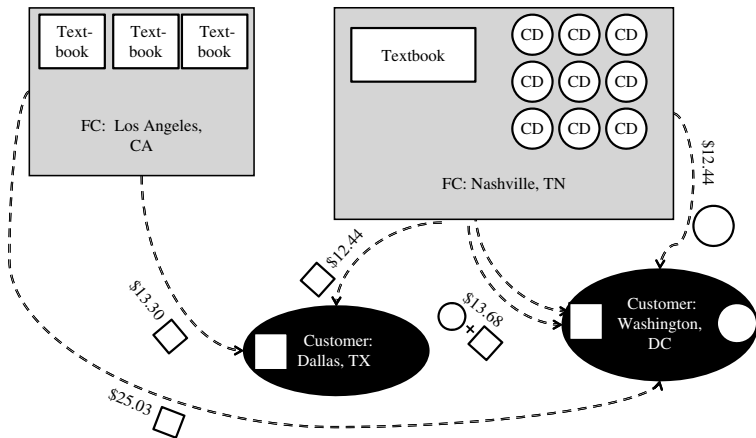 Text-
book
Text-
book
Text-
book
FC:  Los Angeles,
CA
Textbook
CD
CD
CD
CD
CD
CD
CD
CD
CD
FC: Nashville, TN
$12.44
$12.44
$13.30
$13.68
+
Customer:
Dallas, TX
Customer:
Washington,
DC
$25.03